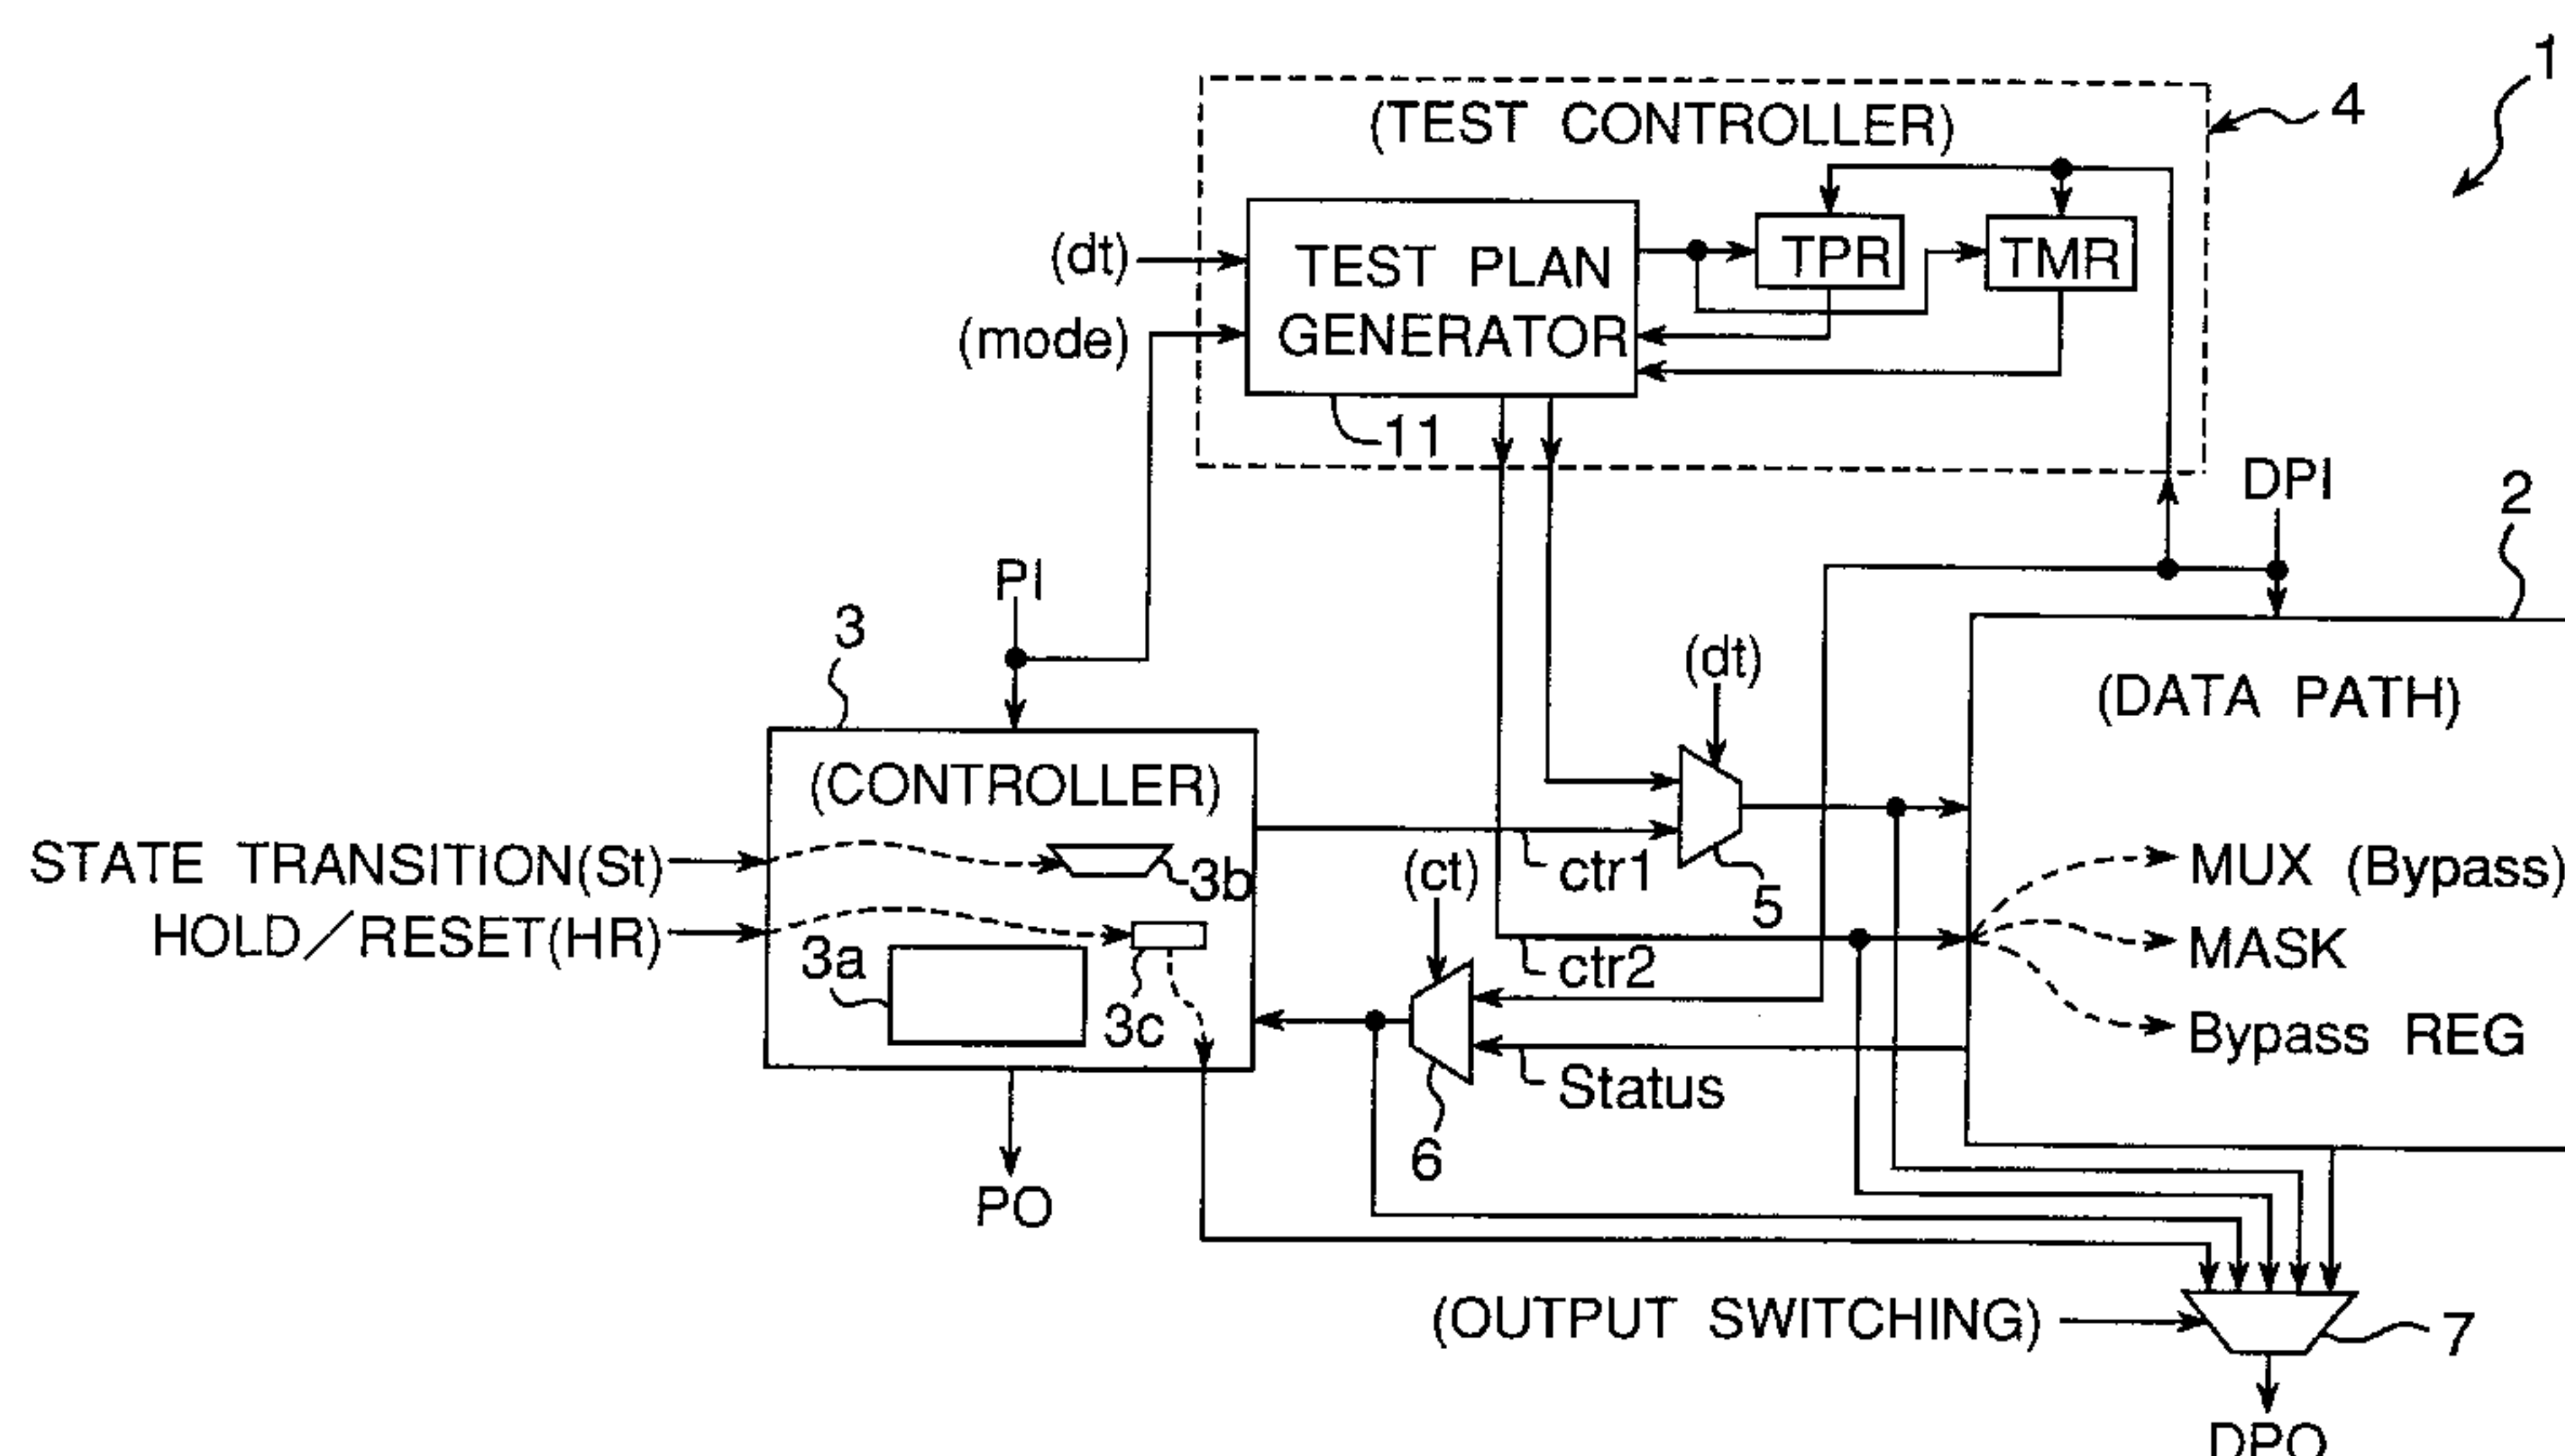 1
(TEST CONTROLLER)
4
(dt)
TEST PLAN
GENERATOR
TPR
TMR
(mode)
11
DPI
2
PI
3
(dt)
(DATA PATH)
(CONTROLLER)
STATE TRANSITION(St)
3b
(ct)
ctr1
5
MUX (Bypass)
HOLD/RESET(HR)
3a
3c
ctr2
MASK
Bypass REG
Status
6
PO
(OUTPUT SWITCHING)
7
DPO